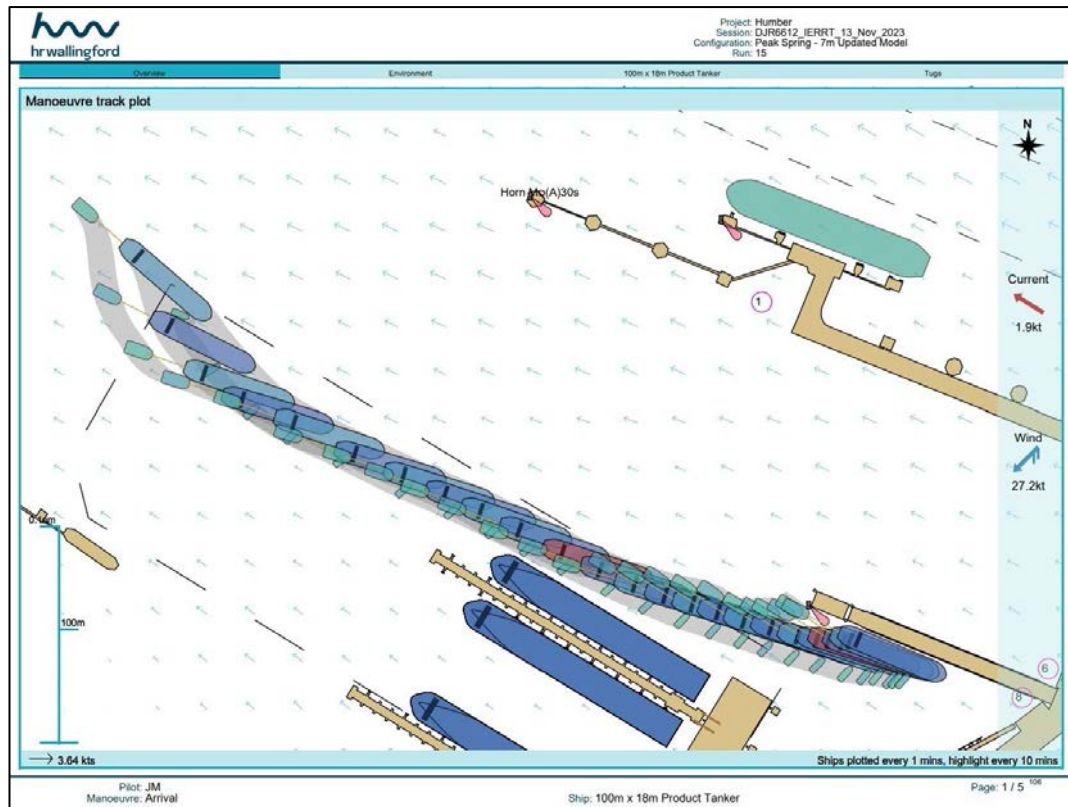 hr wallingford
Project: Humber
Session: DJR6612_IERRT_13_Nov_2023
Configuration: Peak Spring - 7m Updated Model
Run: 15
Overview
Environment
100m x 18m Product Tanker
Tugs
Manoeuvre track plot
N
Horn Mo(A)30s
1
Current
1.9kt
Wind
27.2kt
100m
6
8
3.64 kts
Ships plotted every 1 mins, highlight every 10 mins
Pilot: JM
Manoeuvre: Arrival
Ship: 100m x 18m Product Tanker
Page: 1 / 5 106